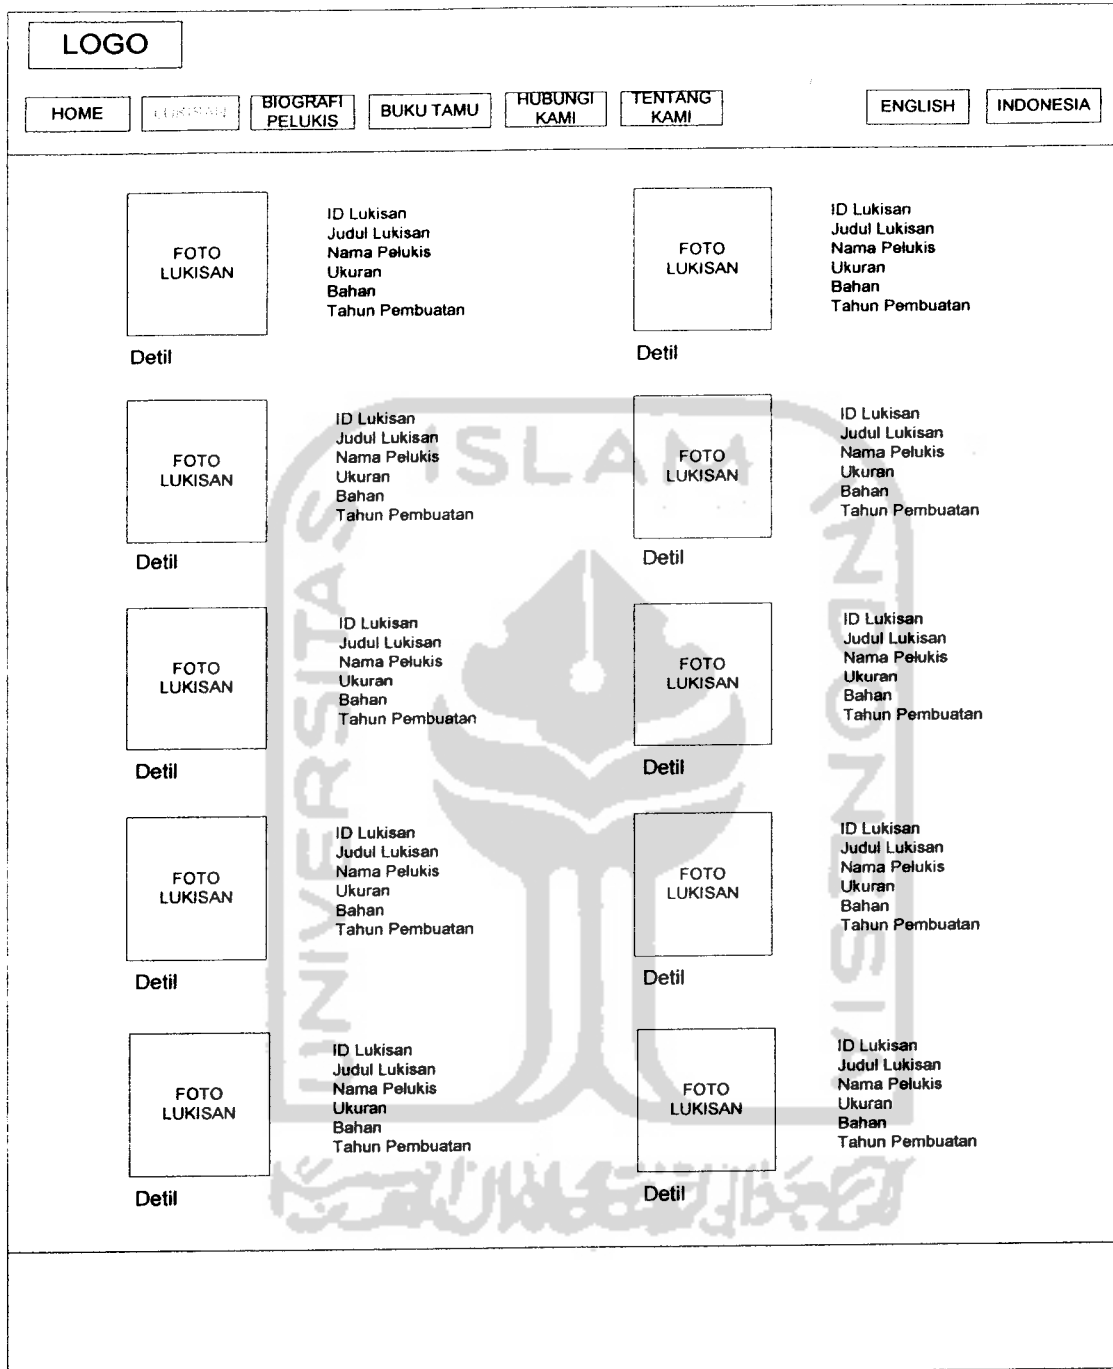 LOGO
HOME
LUKISAN
BIOGRAFI
PELUKIS
BUKU TAMU
HUBUNGI
KAMI
TENTANG
KAMI
ENGLISH
INDONESIA
FOTO
LUKISAN
ID Lukisan
Judul Lukisan
Nama Pelukis
Ukuran
Bahan
Tahun Pembuatan
Detil
FOTO
LUKISAN
ID Lukisan
Judul Lukisan
Nama Pelukis
Ukuran
Bahan
Tahun Pembuatan
Detil
FOTO
LUKISAN
ID Lukisan
Judul Lukisan
Nama Pelukis
Ukuran
Bahan
Tahun Pembuatan
Detil
FOTO
LUKISAN
ID Lukisan
Judul Lukisan
Nama Pelukis
Ukuran
Bahan
Tahun Pembuatan
Detil
FOTO
LUKISAN
ID Lukisan
Judul Lukisan
Nama Pelukis
Ukuran
Bahan
Tahun Pembuatan
Detil
FOTO
LUKISAN
ID Lukisan
Judul Lukisan
Nama Pelukis
Ukuran
Bahan
Tahun Pembuatan
Detil
FOTO
LUKISAN
ID Lukisan
Judul Lukisan
Nama Pelukis
Ukuran
Bahan
Tahun Pembuatan
Detil
FOTO
LUKISAN
ID Lukisan
Judul Lukisan
Nama Pelukis
Ukuran
Bahan
Tahun Pembuatan
Detil
FOTO
LUKISAN
ID Lukisan
Judul Lukisan
Nama Pelukis
Ukuran
Bahan
Tahun Pembuatan
Detil
FOTO
LUKISAN
ID Lukisan
Judul Lukisan
Nama Pelukis
Ukuran
Bahan
Tahun Pembuatan
Detil
UNIVERSITAS
ISLAM
INDONESIA